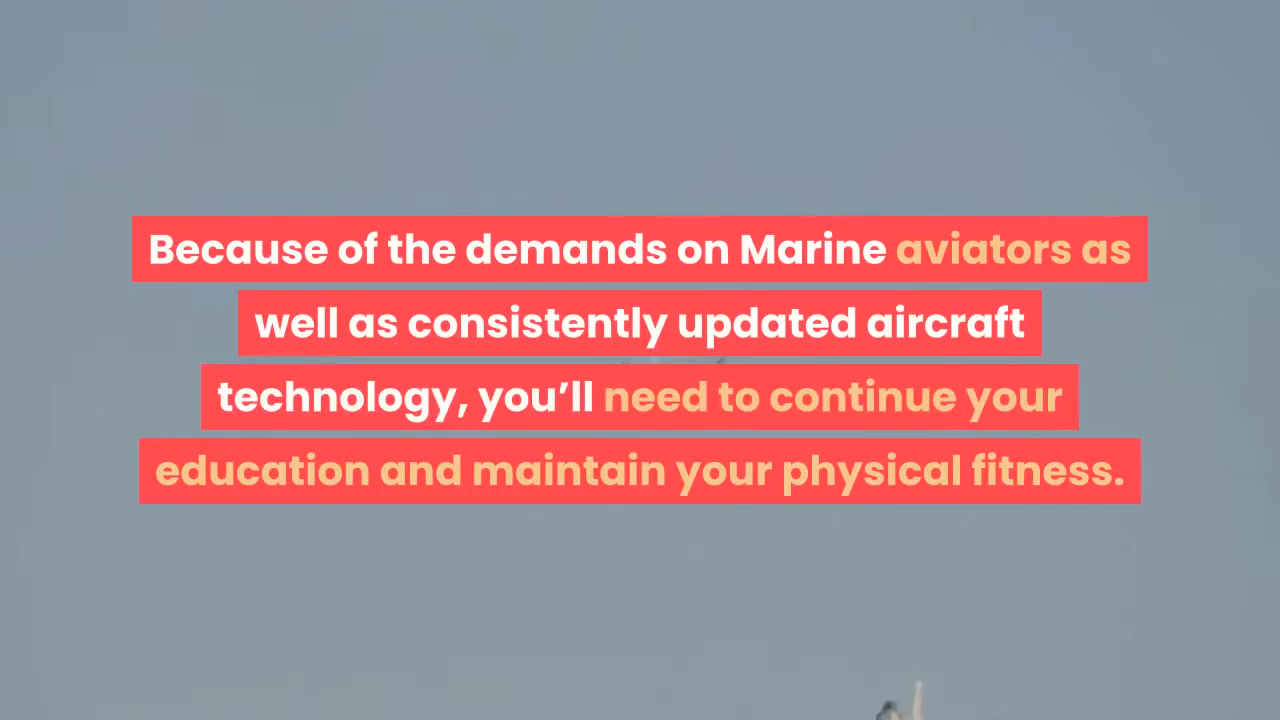 Because of the demands on Marine aviators as
well as consistently updated aircraft
technology, you’ll need to continue your
education and maintain your physical fitness.